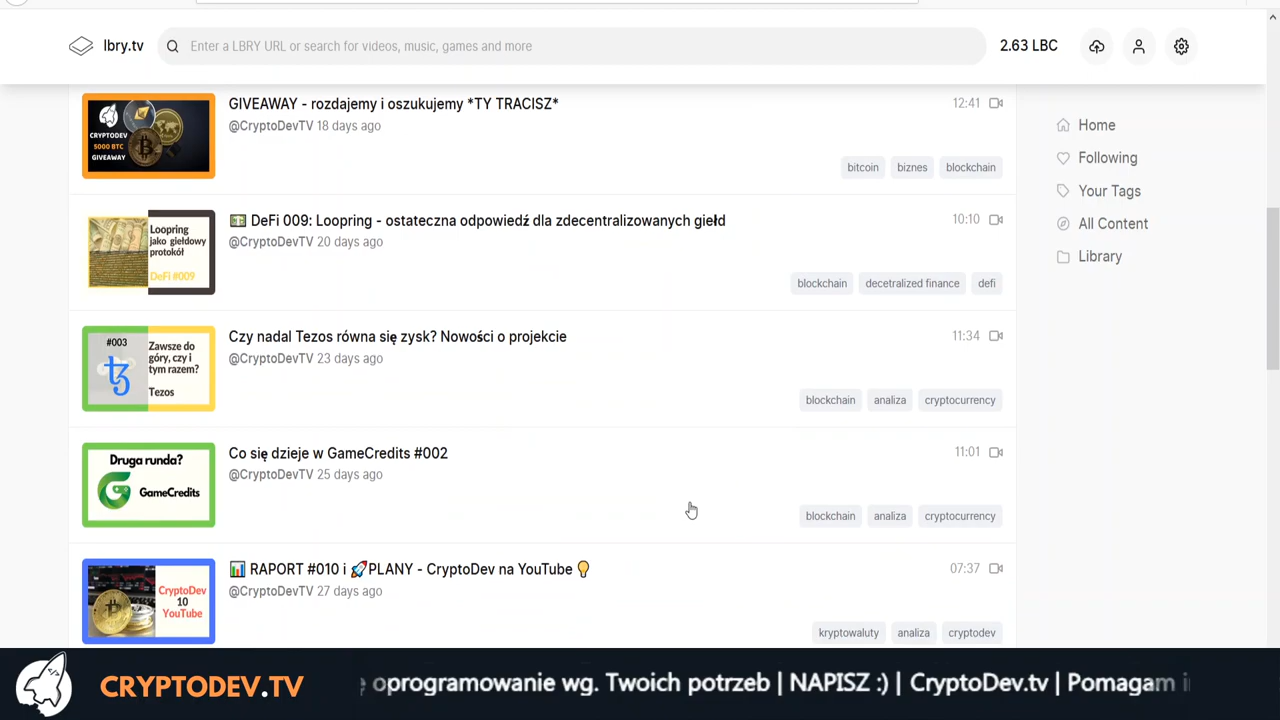 lbry.tv
Enter a LBRY URL or search for videos, music, games and more
2.63 LBC
CRYPTODEV
5000 BTC
GIVEAWAY
GIVEAWAY - rozdajemy i oszukujemy *TY TRACISZ*
@CryptoDevTV 18 days ago
12:41
bitcoin biznes blockchain
Loopring
jako giełdowy
protokół
DeFi #009
💵 DeFi 009: Loopring - ostateczna odpowiedź dla zdecentralizowanych giełd
@CryptoDevTV 20 days ago
10:10
blockchain decetralized finance defi
#003
Zawsze do
góry, czy i
tym razem?
Tezos
Czy nadal Tezos równa się zysk? Nowości o projekcie
@CryptoDevTV 23 days ago
11:34
blockchain analiza cryptocurrency
Druga runda?
GameCredits
Co się dzieje w GameCredits #002
@CryptoDevTV 25 days ago
11:01
blockchain analiza cryptocurrency
CryptoDev
10
YouTube
📊 RAPORT #010 i 🚀PLANY - CryptoDev na YouTube 💡
@CryptoDevTV 27 days ago
07:37
kryptowaluty analiza cryptodev
Home
Following
Your Tags
All Content
Library
CRYPTODEV.TV
oprogramowanie wg. Twoich potrzeb | NAPISZ :) | CryptoDev.tv | Pomagam